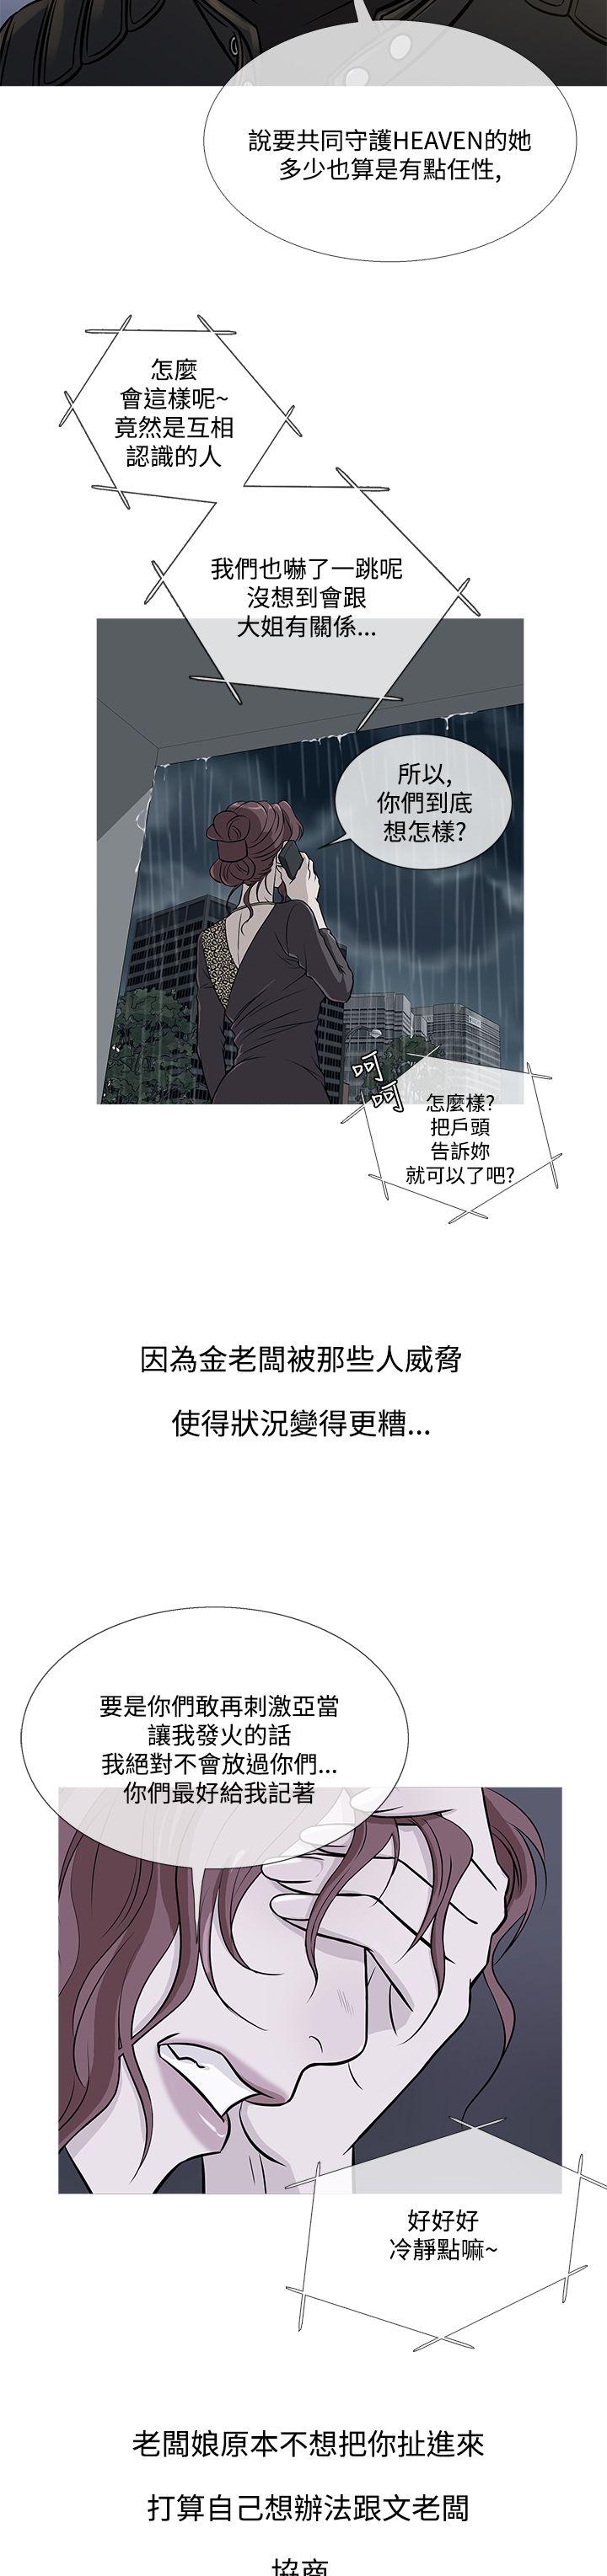 說要共同守護HEAVEN的她
多少也算是有點任性,
怎麼
會這樣呢~
竟然是互相
認識的人
我們也嚇了一跳呢
沒想到會跟
大姐有關係...
所以,
你們到底
想怎樣?
呵
呵
怎麼樣?
把戶頭
告訴妳
就可以了吧?
因為金老闆被那些人威脅
使得狀況變得更糟...
要是你們敢再刺激亞當
讓我發火的話
我絕對不會放過你們...
你們最好給我記著
好好好
冷靜點嘛~
老闆娘原本不想把你扯進來
打算自己想辦法跟文老闆
協商